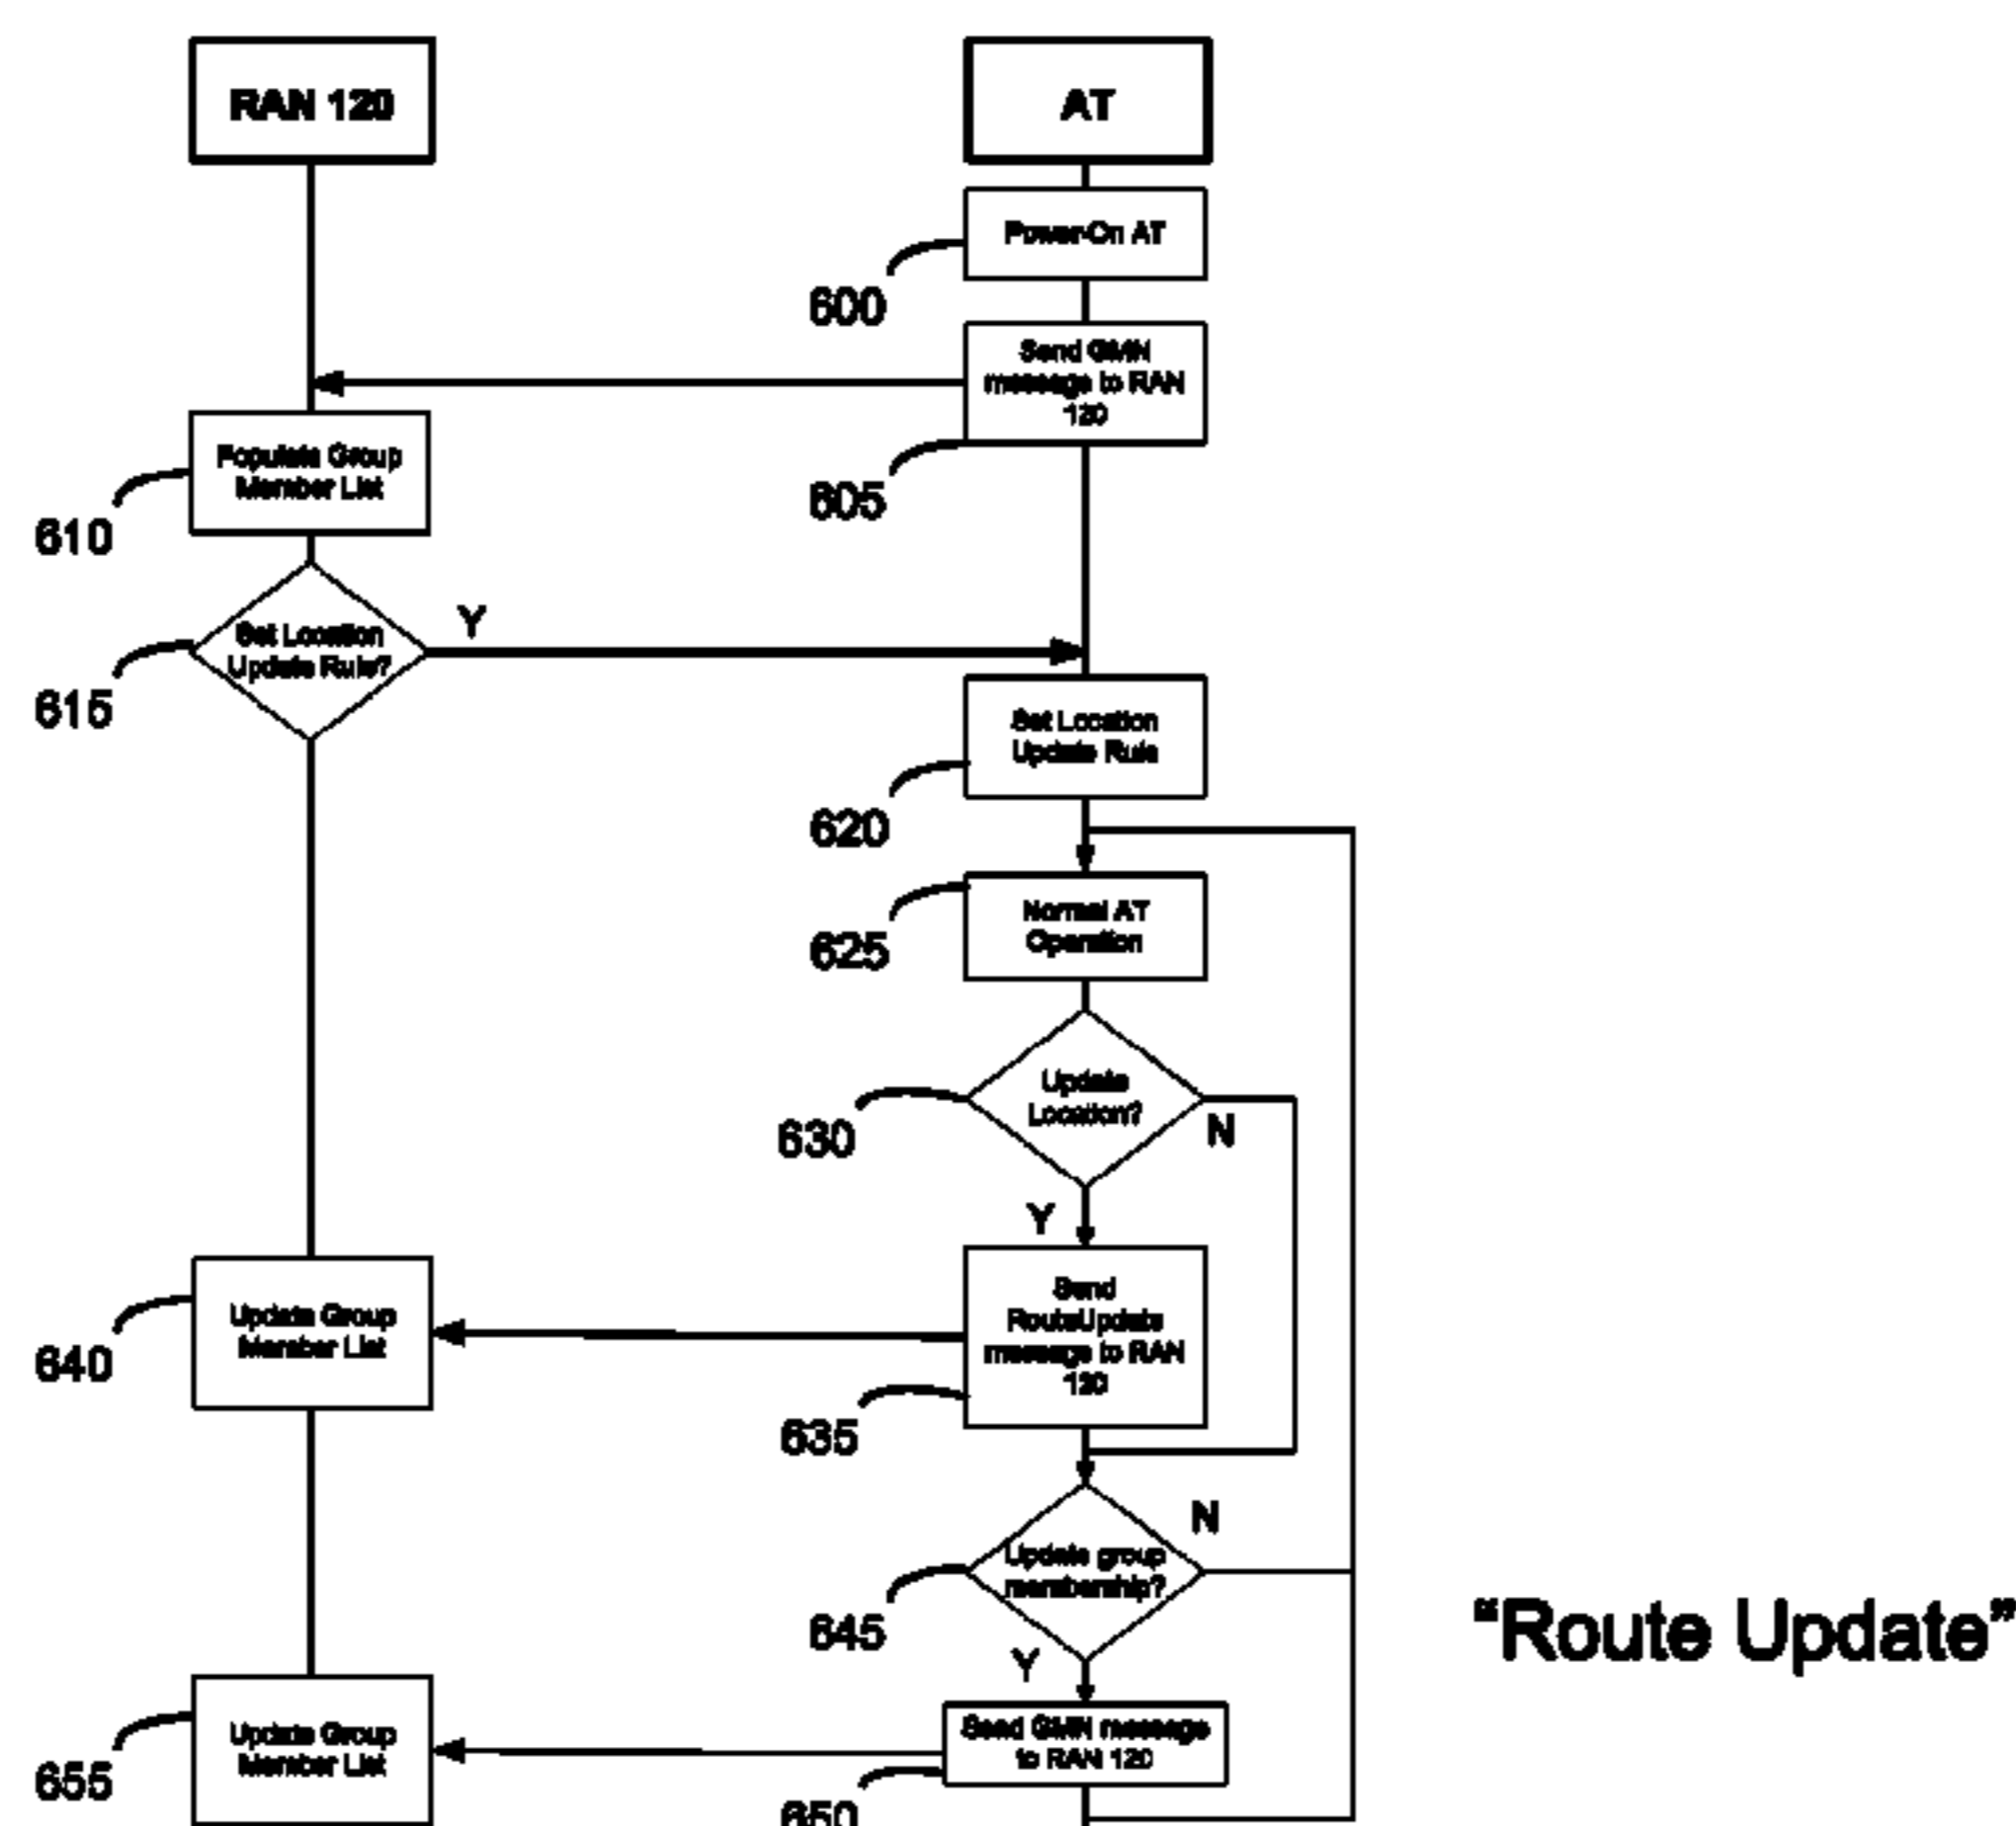 RAN 120
AT
Power-On AT
600
Send GMN
message to RAN
120
605
Populate Group
Member List
610
Set Location
Update Rule?
615
Y
Set Location
Update Rule
620
Normal AT
Operation
625
Update
Location?
630
N
Y
Send
RouteUpdate
message to RAN
120
635
Update Group
Member List
640
N
Update group
membership?
645
Y
"Route Update"
Send GMN message
to RAN 120
650
Update Group
Member List
655